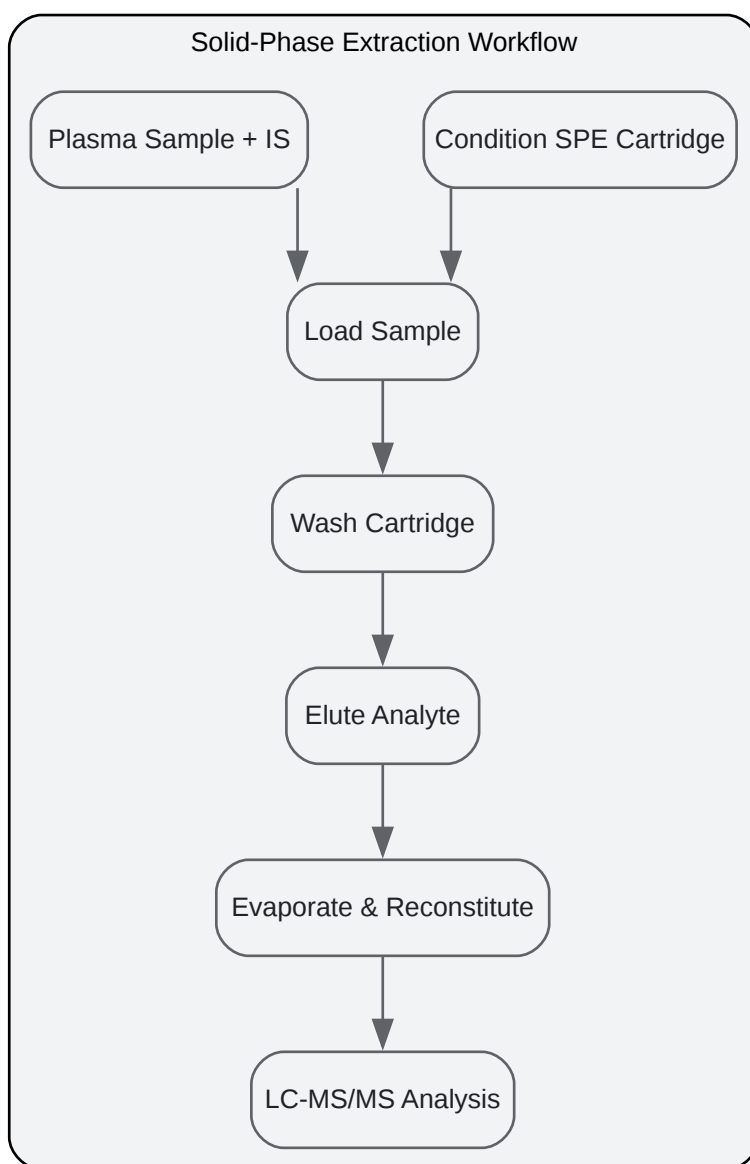 Solid-Phase Extraction Workflow
Plasma Sample + IS
Condition SPE Cartridge
Load Sample
Wash Cartridge
Elute Analyte
Evaporate & Reconstitute
LC-MS/MS Analysis